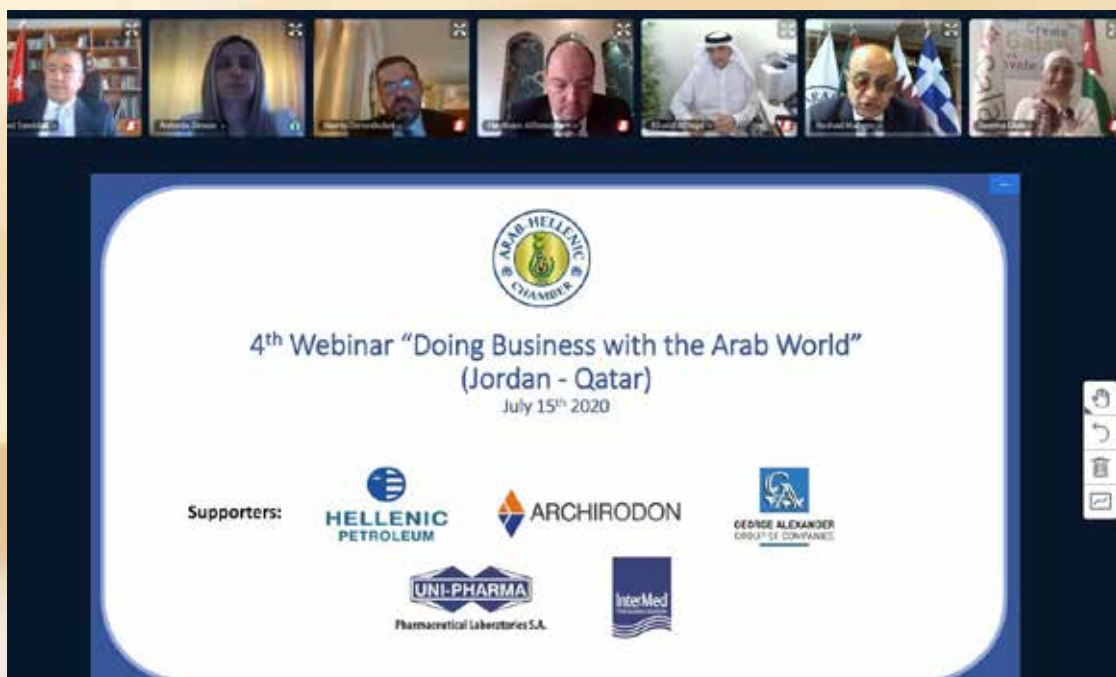 ARAB-HELLENIC
CHAMBER
4th Webinar “Doing Business with the Arab World”
(Jordan - Qatar)
July 15th 2020
Supporters:
HELLENIC
PETROLEUM
ARCHIRODON
GEORGE ALEXANDER
GROUP OF COMPANIES
UNI-PHARMA
Pharmaceutical Laboratories S.A.
InterMed